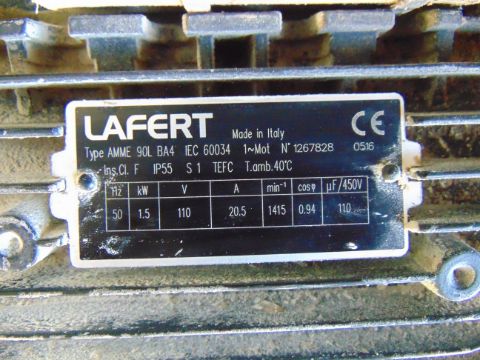 LAFERT Made in Italy CE
Type AMME 90L BA4 IEC 60034 1~Mot N° 1267828 0516
Ins.Cl. F IP55 S 1 TEFC T.amb.40°C
Hz kW V A min⁻¹ cosφ µF/450V
50 1.5 110 20.5 1415 0.94 110